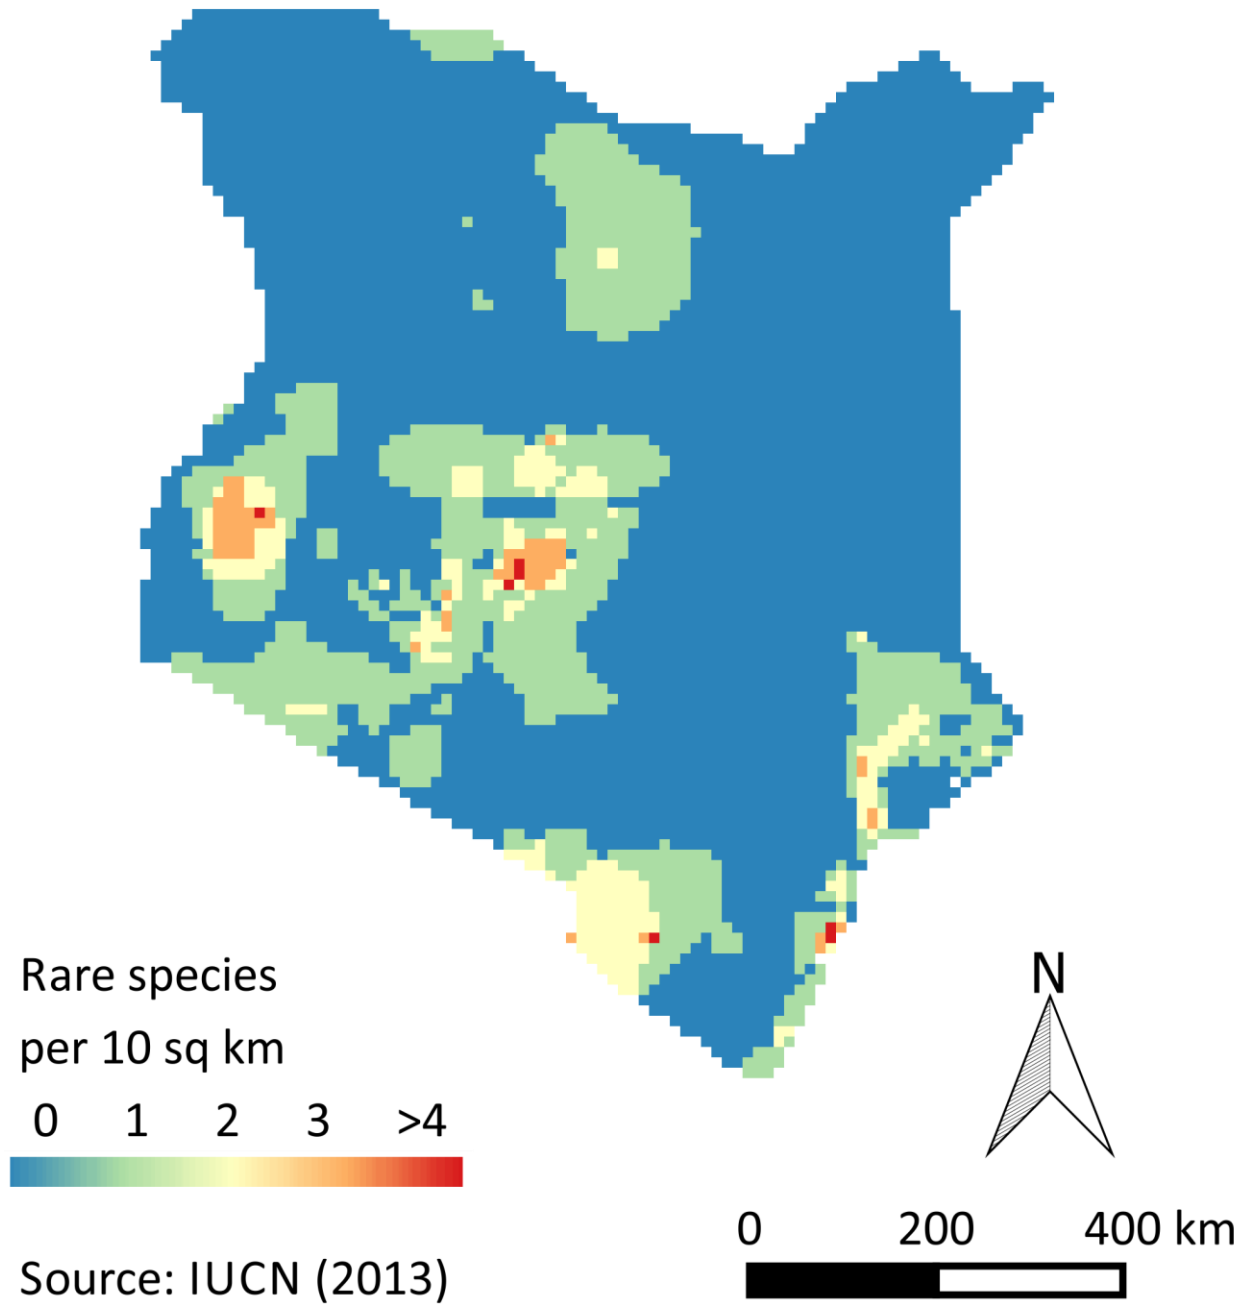 Rare species
per 10 sq km
0 1 2 3 >4
Source: IUCN (2013)
N
0 200 400 km